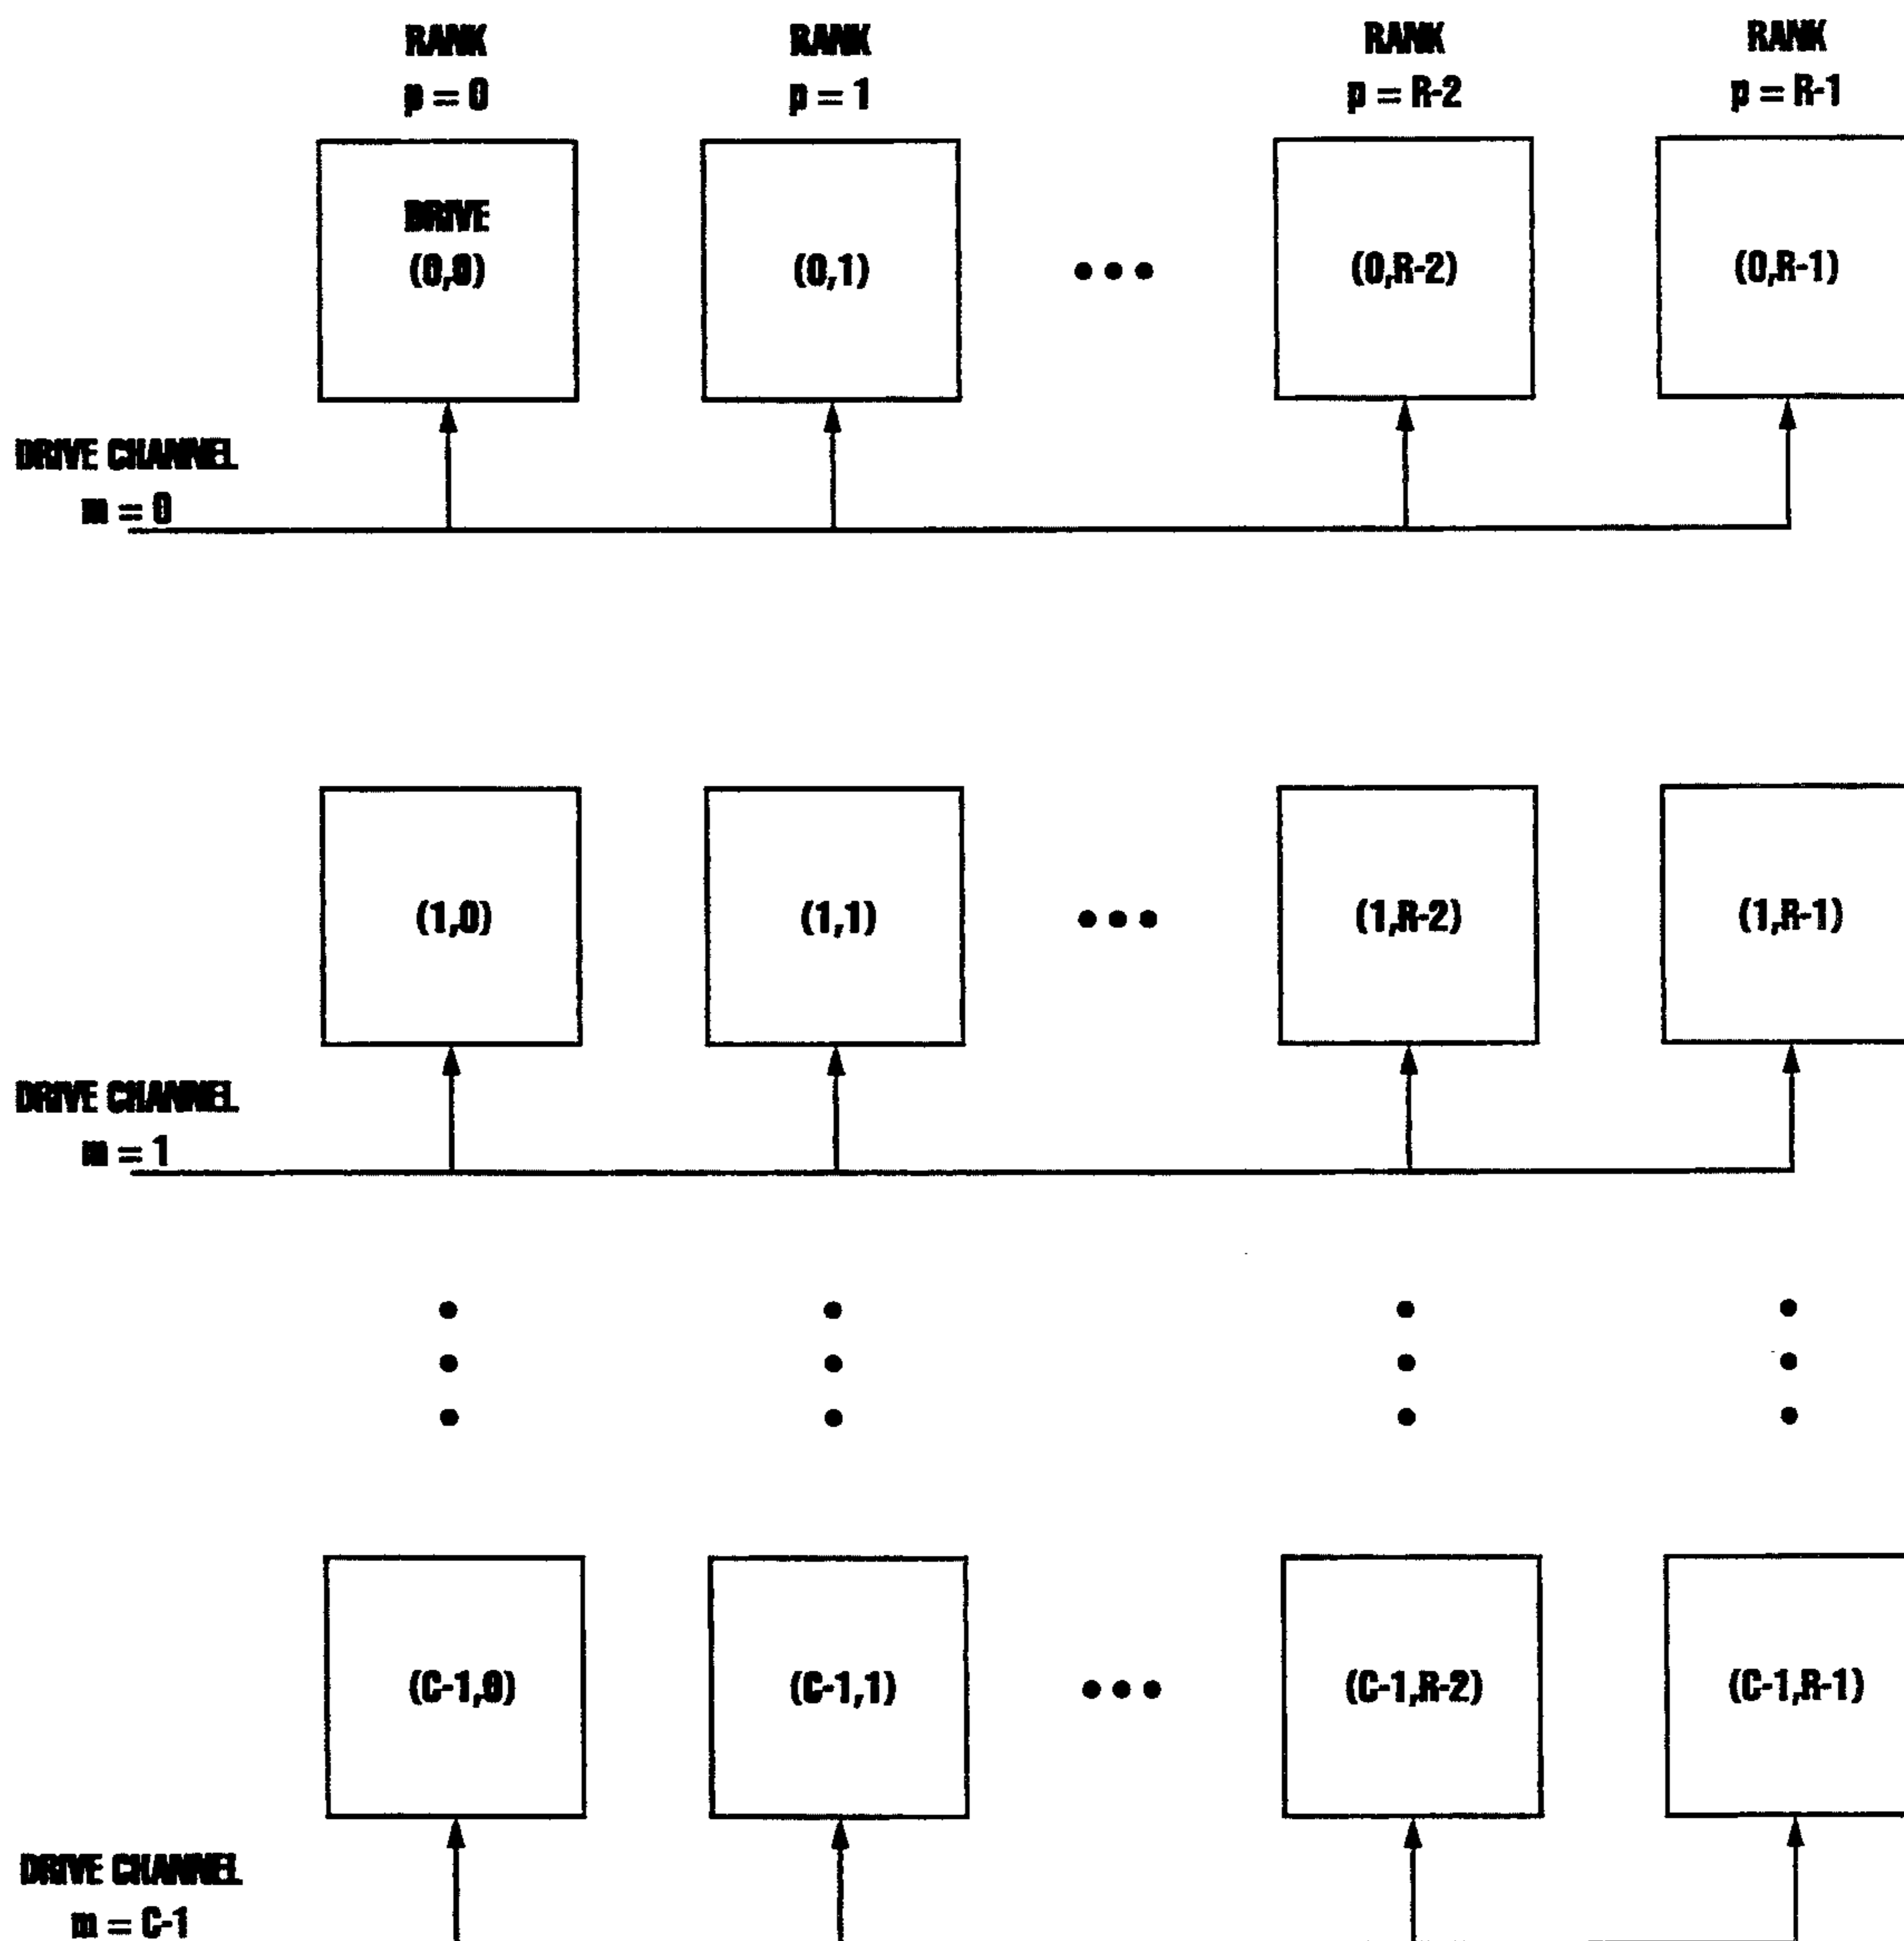 RANK RANK RANK RANK
p = 0 p = 1 p = R-2 p = R-1
DRIVE
(0,0) (0,1) (0,R-2) (0,R-1)
DRIVE CHANNEL
m = 0
(1,0) (1,1) (1,R-2) (1,R-1)
DRIVE CHANNEL
m = 1
(C-1,0) (C-1,1) (C-1,R-2) (C-1,R-1)
DRIVE CHANNEL
m = C-1